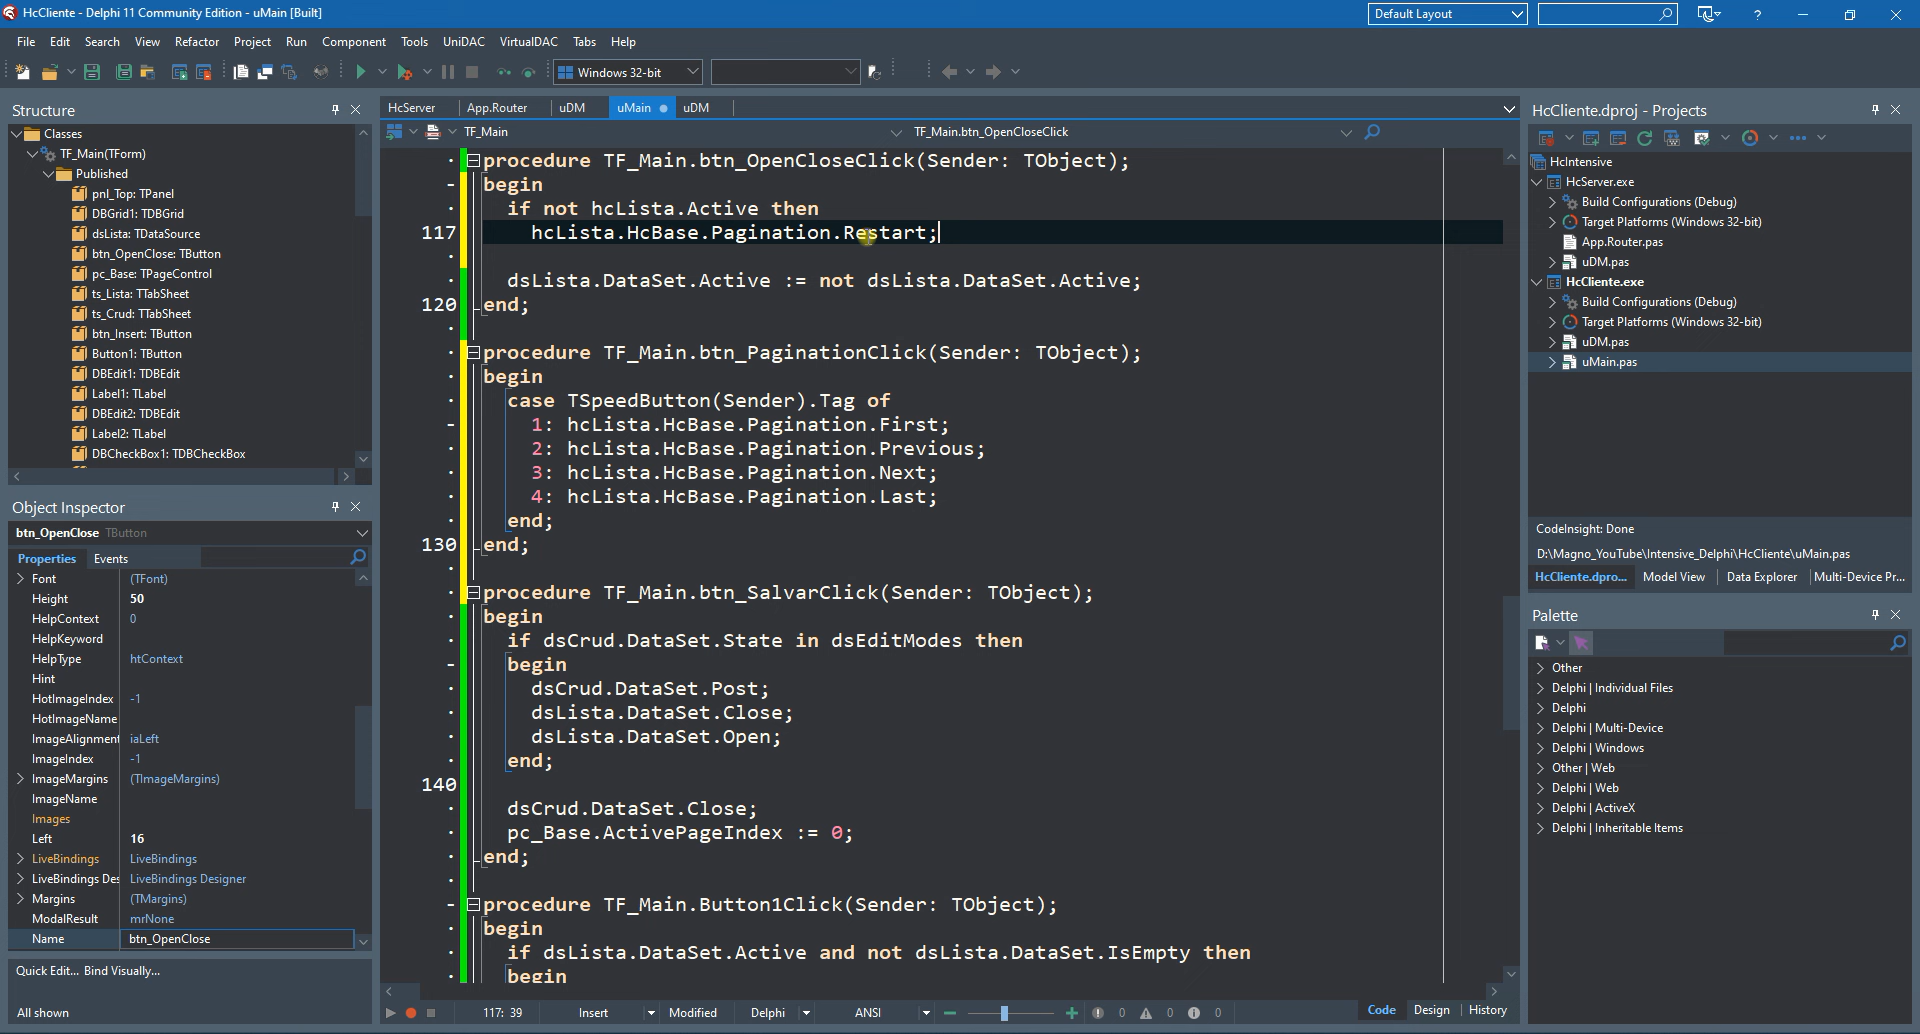 HcCliente - Delphi 11 Community Edition - uMain [Built]
Default Layout
File Edit Search View Refactor Project Run Component Tools UniDAC VirtualDAC Tabs Help
Windows 32-bit
Structure
Classes
TF_Main(TForm)
Published
pnl_Top: TPanel
DBGrid1: TDBGrid
dsLista: TDataSource
btn_OpenClose: TButton
pc_Base: TPageControl
ts_Lista: TTabSheet
ts_Crud: TTabSheet
btn_Insert: TButton
Button1: TButton
DBEdit1: TDBEdit
Label1: TLabel
DBEdit2: TDBEdit
Label2: TLabel
DBCheckBox1: TDBCheckBox
Object Inspector
btn_OpenClose TButton
Properties Events
Font (TFont)
Height 50
HelpContext 0
HelpKeyword
HelpType htContext
Hint
HotImageIndex -1
HotImageName
ImageAlignment iaLeft
ImageIndex -1
ImageMargins (TImageMargins)
ImageName
Images
Left 16
LiveBindings LiveBindings
LiveBindings Des LiveBindings Designer
Margins (TMargins)
ModalResult mrNone
Name btn_OpenClose
Quick Edit... Bind Visually...
All shown
HcServer App.Router uDM uMain uDM
TF_Main TF_Main.btn_OpenCloseClick
procedure TF_Main.btn_OpenCloseClick(Sender: TObject);
begin
if not hcLista.Active then
117 hcLista.HcBase.Pagination.Restart;
dsLista.DataSet.Active := not dsLista.DataSet.Active;
120 end;
procedure TF_Main.btn_PaginationClick(Sender: TObject);
begin
case TSpeedButton(Sender).Tag of
1: hcLista.HcBase.Pagination.First;
2: hcLista.HcBase.Pagination.Previous;
3: hcLista.HcBase.Pagination.Next;
4: hcLista.HcBase.Pagination.Last;
end;
130 end;
procedure TF_Main.btn_SalvarClick(Sender: TObject);
begin
if dsCrud.DataSet.State in dsEditModes then
begin
dsCrud.DataSet.Post;
dsLista.DataSet.Close;
dsLista.DataSet.Open;
end;
140
dsCrud.DataSet.Close;
pc_Base.ActivePageIndex := 0;
end;
procedure TF_Main.Button1Click(Sender: TObject);
begin
if dsLista.DataSet.Active and not dsLista.DataSet.IsEmpty then
begin
117: 39 Insert Modified Delphi ANSI 0 0 0 Code Design History
HcCliente.dproj - Projects
HcIntensive
HcServer.exe
Build Configurations (Debug)
Target Platforms (Windows 32-bit)
App.Router.pas
uDM.pas
HcCliente.exe
Build Configurations (Debug)
Target Platforms (Windows 32-bit)
uDM.pas
uMain.pas
CodeInsight: Done
D:\Magno_YouTube\Intensive_Delphi\HcCliente\uMain.pas
HcCliente.dpro... Model View Data Explorer Multi-Device Pr...
Palette
Other
Delphi | Individual Files
Delphi
Delphi | Multi-Device
Delphi | Windows
Other | Web
Delphi | Web
Delphi | ActiveX
Delphi | Inheritable Items